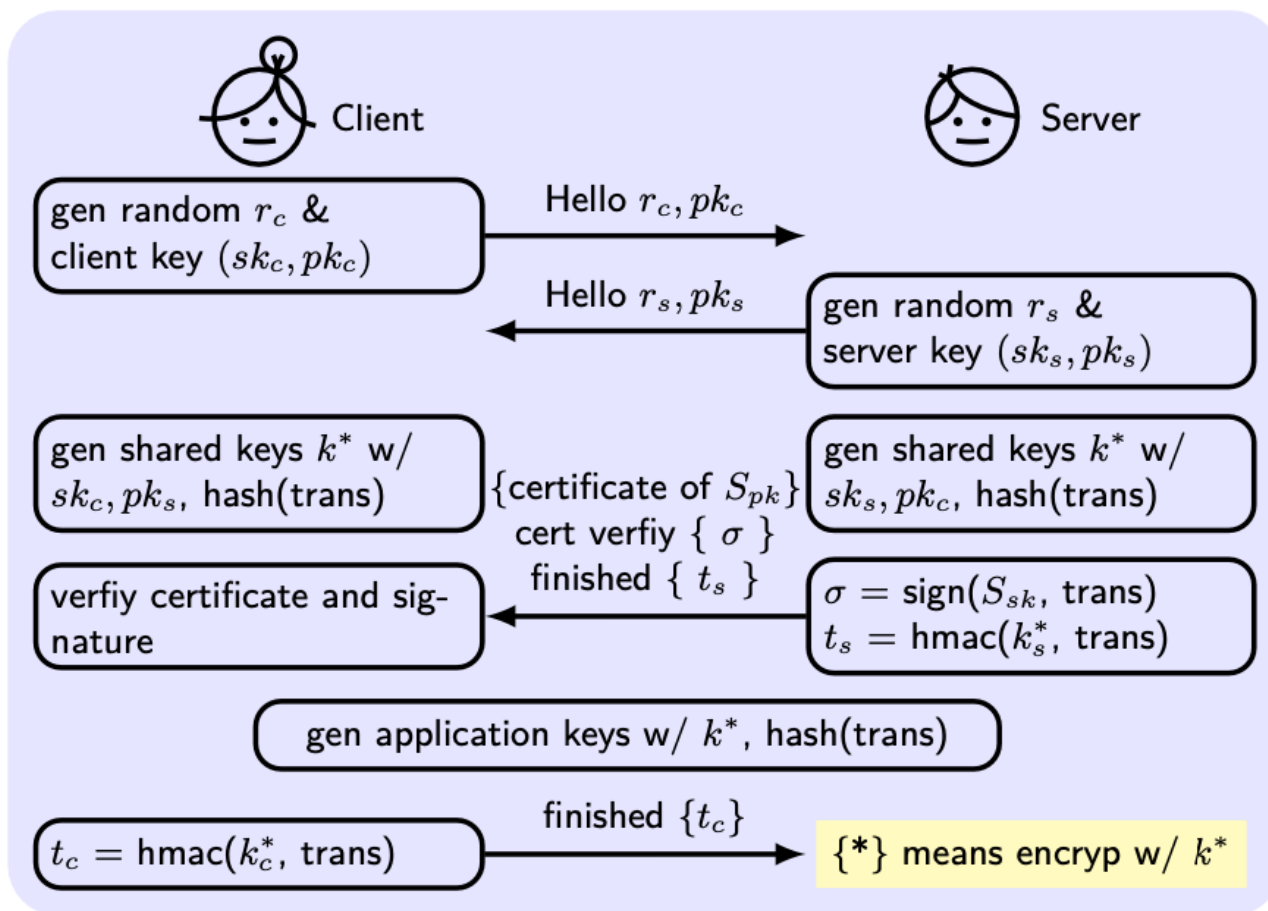 Client
Server
gen random r_c &
client key (sk_c, pk_c)
Hello r_c, pk_c
Hello r_s, pk_s
gen random r_s &
server key (sk_s, pk_s)
gen shared keys k* w/
sk_c, pk_s, hash(trans)
gen shared keys k* w/
sk_s, pk_c, hash(trans)
{certificate of S_pk}
cert verfiy { σ }
finished { t_s }
verfiy certificate and sig-
nature
σ = sign(S_sk, trans)
t_s = hmac(k*_s, trans)
gen application keys w/ k*, hash(trans)
t_c = hmac(k*_c, trans)
finished {t_c}
{*} means encryp w/ k*